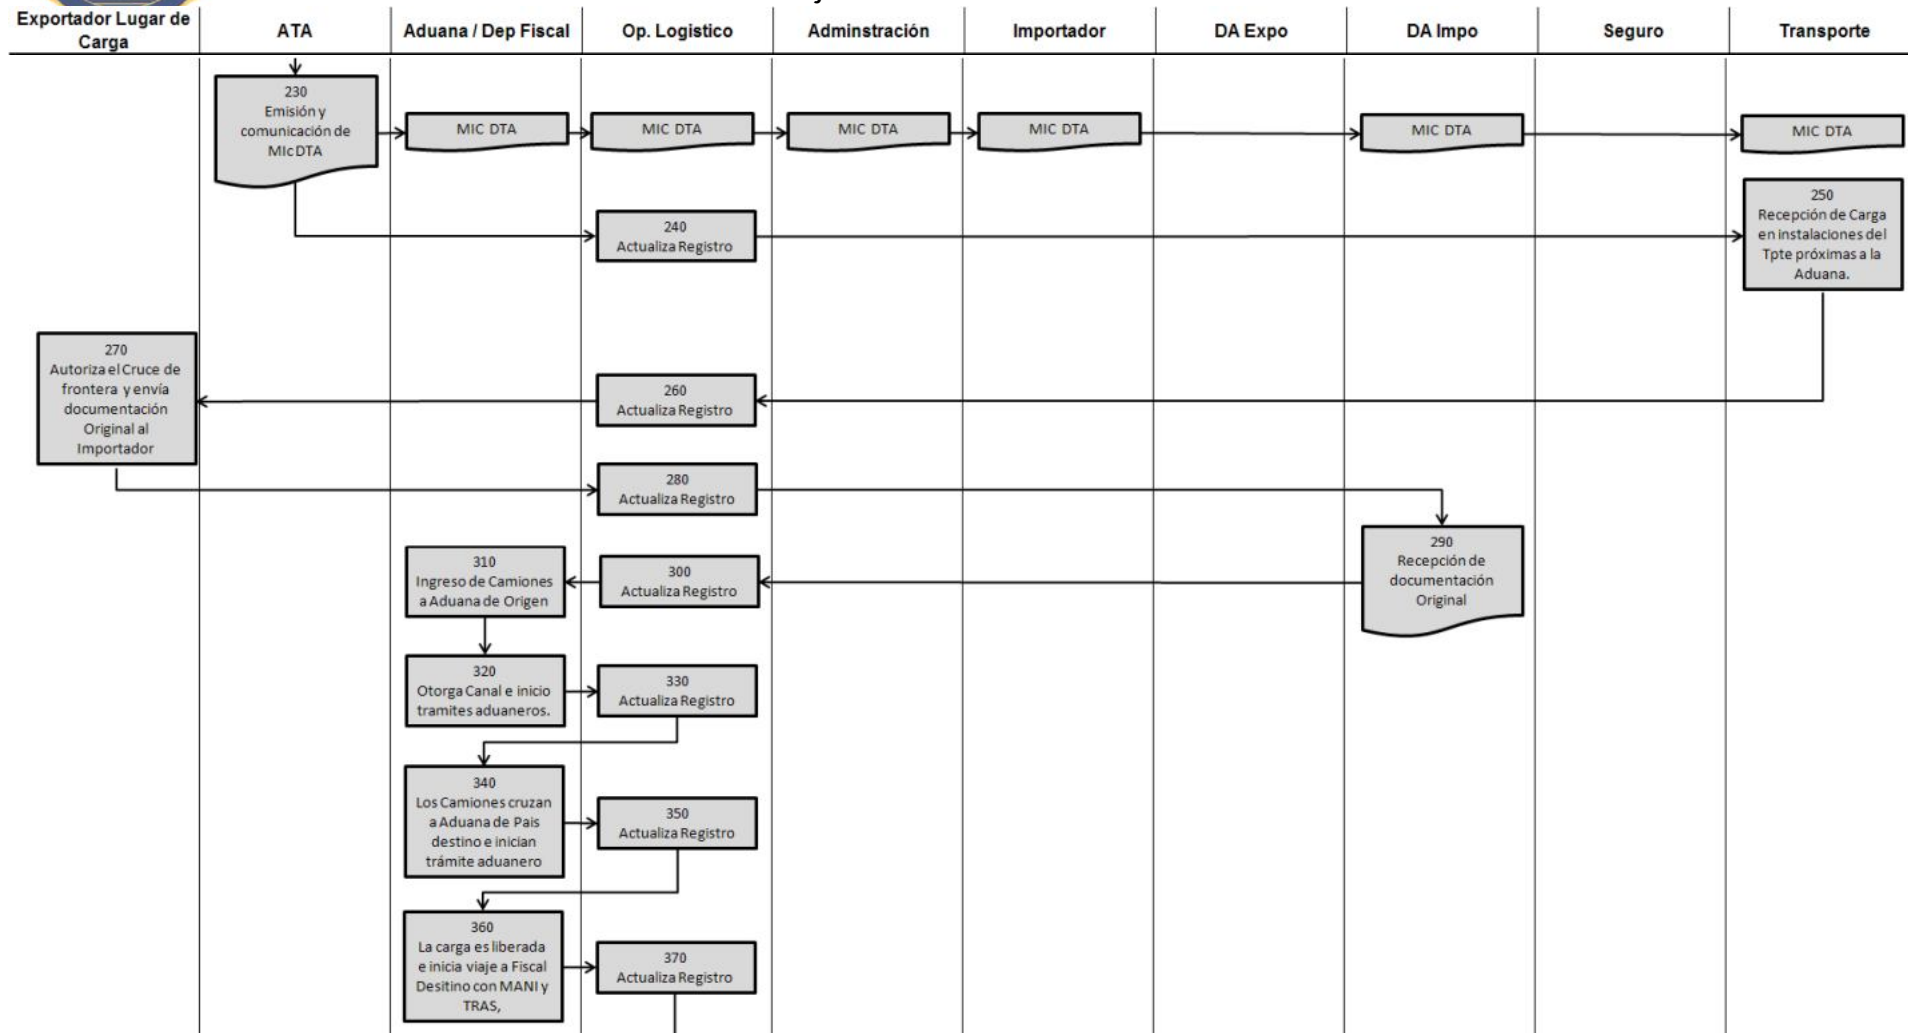 Exportador Lugar de
Carga
ATA
Aduana / Dep Fiscal
Op. Logistico
Adminstración
Importador
DA Expo
DA Impo
Seguro
Transporte
230
Emisión y
comunicación de
MIcDTA
MIC DTA
MIC DTA
MIC DTA
MIC DTA
MIC DTA
MIC DTA
240
Actualiza Registro
250
Recepción de Carga
en instalaciones del
Tpte próximas a la
Aduana.
270
Autoriza el Cruce de
frontera y envía
documentación
Original al
Importador
260
Actualiza Registro
280
Actualiza Registro
290
Recepción de
documentación
Original
310
Ingreso de Camiones
a Aduana de Origen
300
Actualiza Registro
320
Otorga Canal e inicio
tramites aduaneros.
330
Actualiza Registro
340
Los Camiones cruzan
a Aduana de Pais
destino e inician
trámite aduanero
350
Actualiza Registro
360
La carga es liberada
e inicia viaje a Fiscal
Desitino con MANI y
TRAS,
370
Actualiza Registro